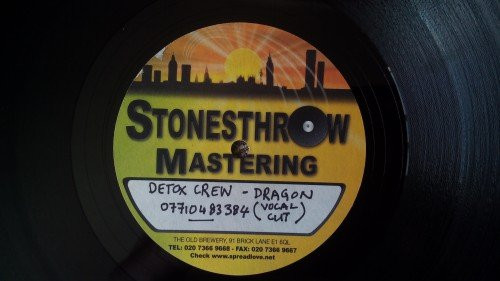 STONESTHROW
MASTERING
DETOX CREW - DRAGON
07710483384 (VOCAL CUT)
THE OLD BREWERY, 91 BRICK LANE E1 6QL
TEL: 020 7366 9668 - FAX: 020 7366 9667
Check www.spreadlove.net